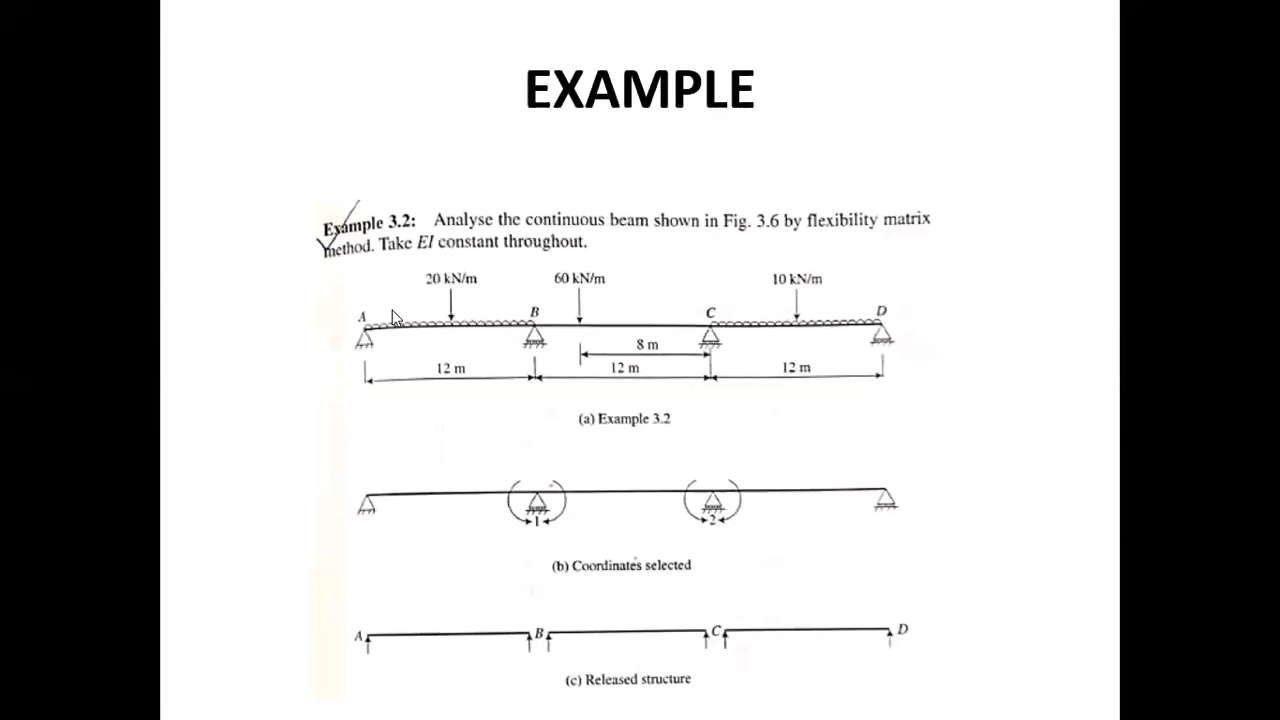 EXAMPLE
Example 3.2: Analyse the continuous beam shown in Fig. 3.6 by flexibility matrix
method. Take EI constant throughout.
20 kN/m 60 kN/m 10 kN/m
A B C D
8 m
12 m 12 m 12 m
(a) Example 3.2
1 2
(b) Coordinates selected
A B C D
(c) Released structure